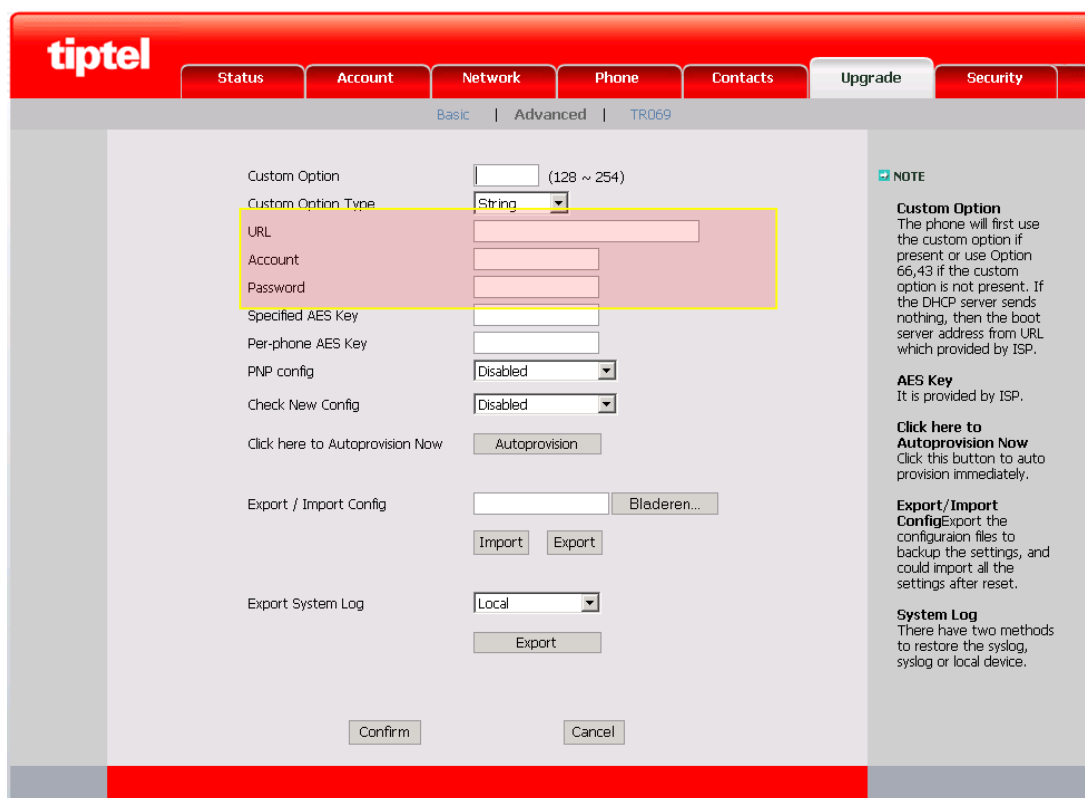 tiptel
Status Account Network Phone Contacts Upgrade Security
Basic | Advanced | TR069
Custom Option (128 ~ 254)
Custom Option Type String
URL
Account
Password
Specified AES Key
Per-phone AES Key
PNP config Disabled
Check New Config Disabled
Click here to Autoprovision Now Autoprovision
Export / Import Config Bladeren...
Import Export
Export System Log Local
Export
Confirm Cancel
NOTE
Custom Option
The phone will first use
the custom option if
present or use Option
66,43 if the custom
option is not present. If
the DHCP server sends
nothing, then the boot
server address from URL
which provided by ISP.
AES Key
It is provided by ISP.
Click here to
Autoprovision Now
Click this button to auto
provision immediately.
Export/Import
ConfigExport the
configuraion files to
backup the settings, and
could import all the
settings after reset.
System Log
There have two methods
to restore the syslog,
syslog or local device.